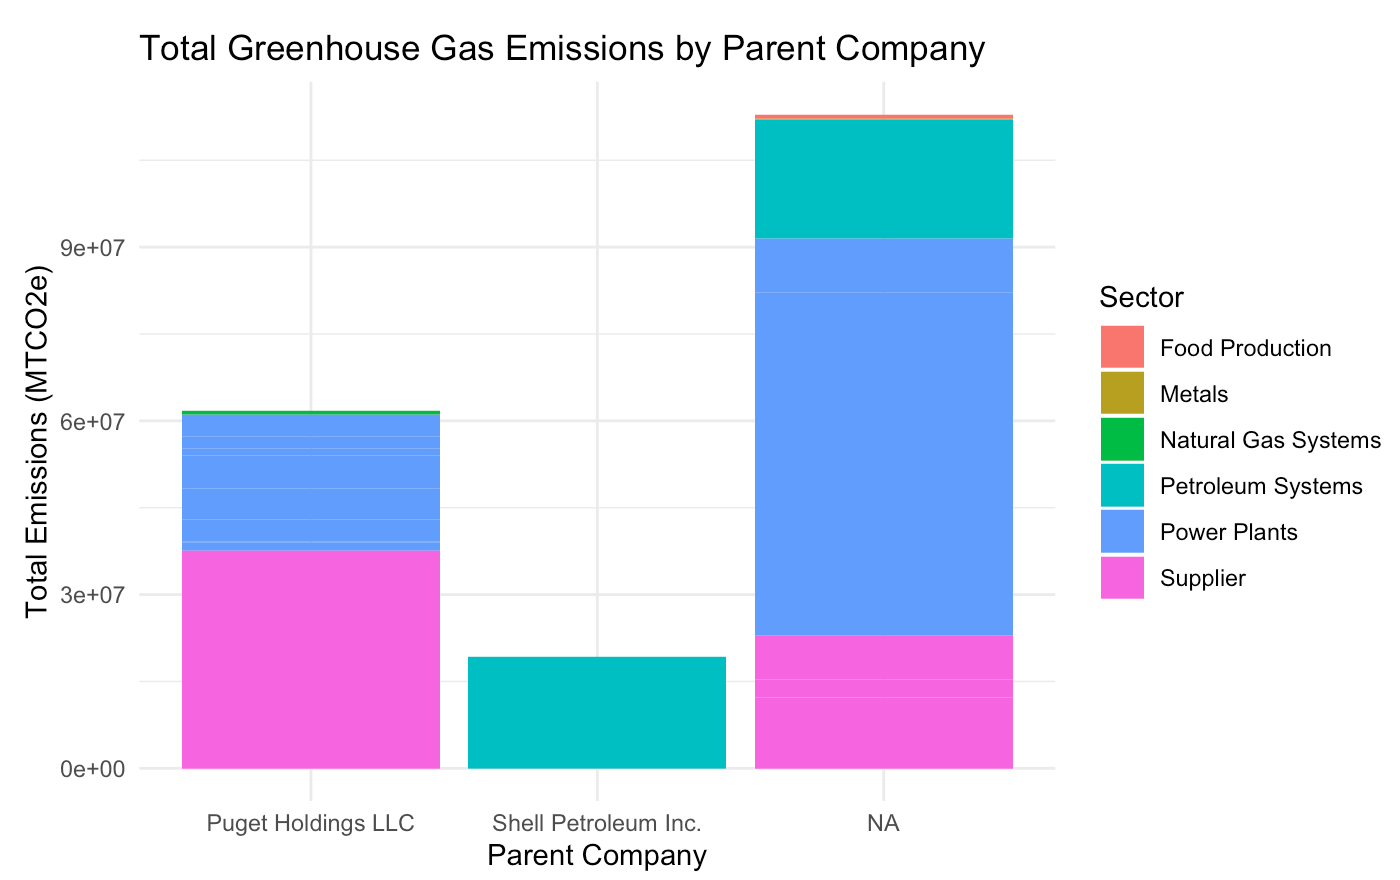 Total Greenhouse Gas Emissions by Parent Company
Total Emissions (MTCO2e)
9e+07
6e+07
3e+07
0e+00
Puget Holdings LLC
Shell Petroleum Inc.
NA
Parent Company
Sector
Food Production
Metals
Natural Gas Systems
Petroleum Systems
Power Plants
Supplier